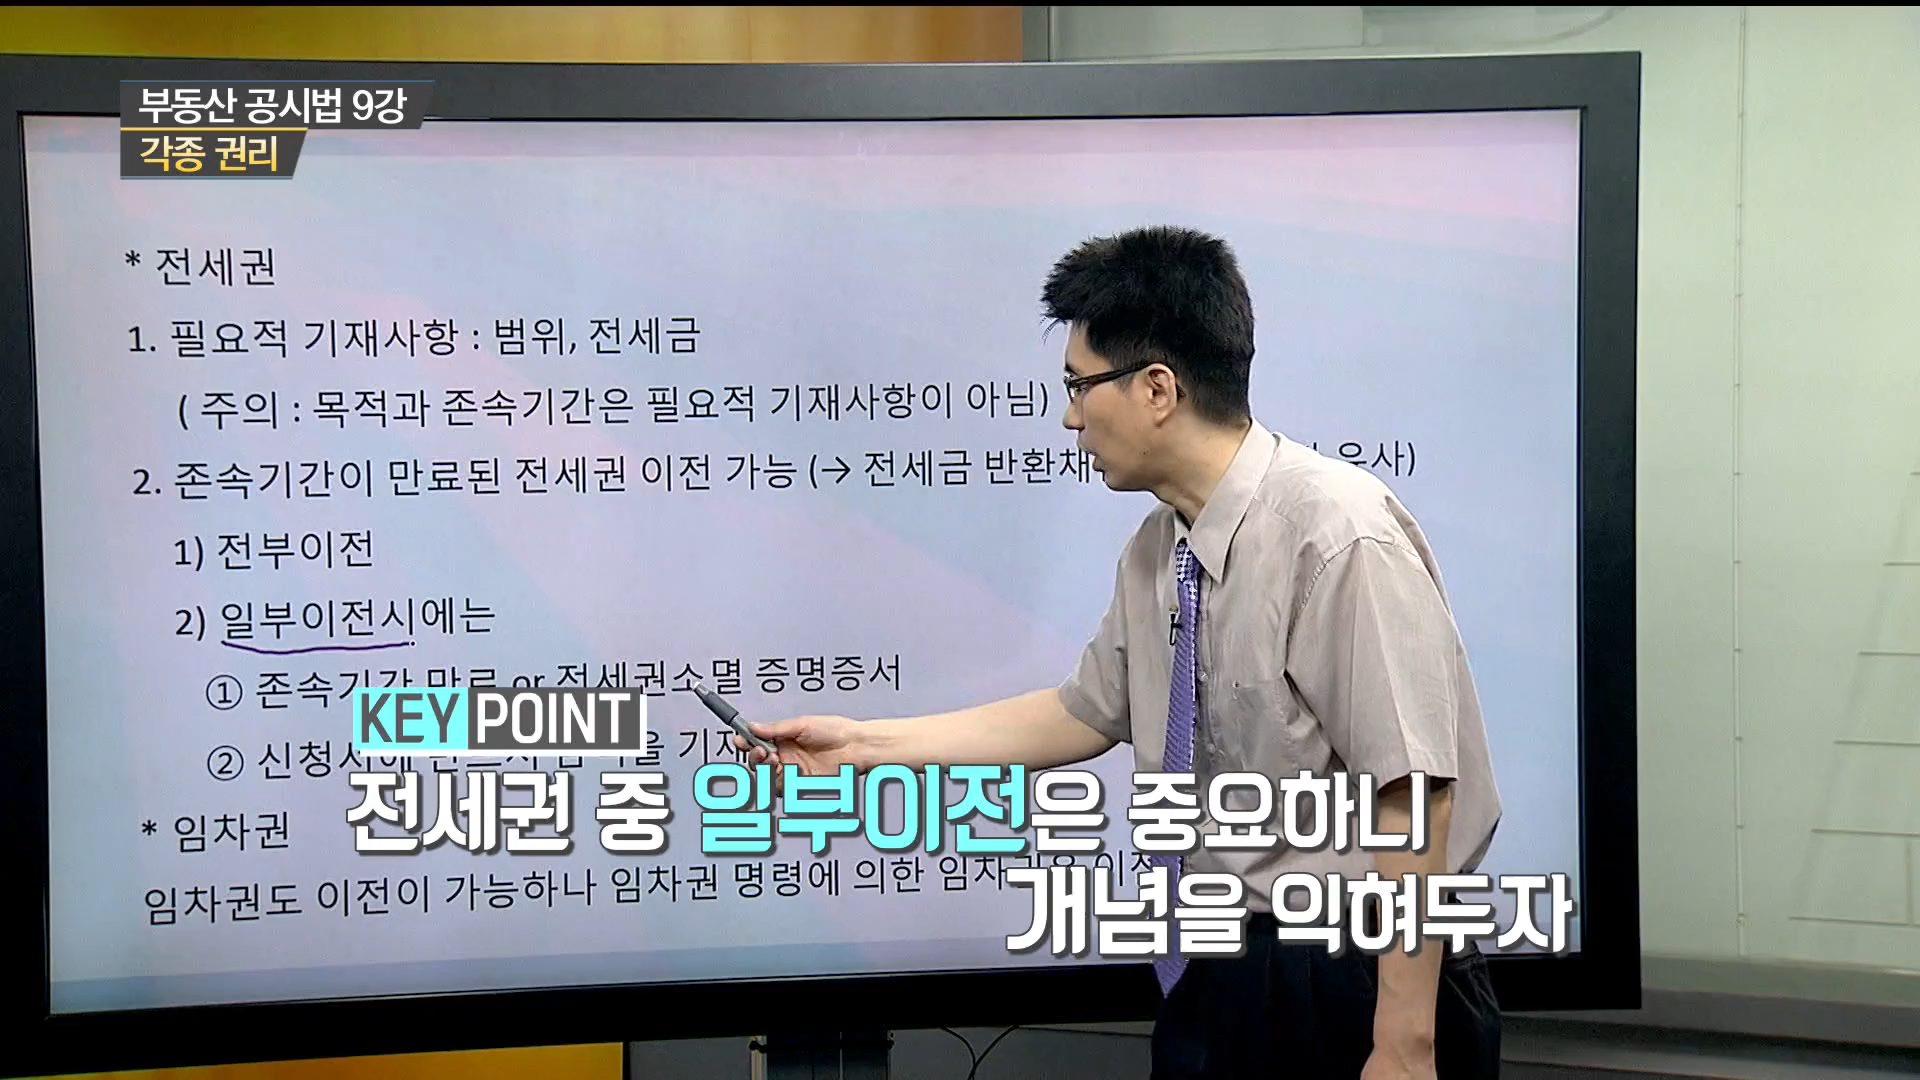 부동산 공시법 9강
각종 권리
* 전세권
1. 필요적 기재사항 : 범위, 전세금
( 주의 : 목적과 존속기간은 필요적 기재사항이 아님)
2. 존속기간이 만료된 전세권 이전 가능 (→ 전세금 반환채 유사)
1) 전부이전
2) 일부이전시에는
① 존속기간 만료 or 전세권소멸 증명증서
② 신청서에 기재
KEY POINT
전세권 중 일부이전은 중요하니
개념을 익혀두자
* 임차권
임차권도 이전이 가능하나 임차권 명령에 의한 임차권은 이전